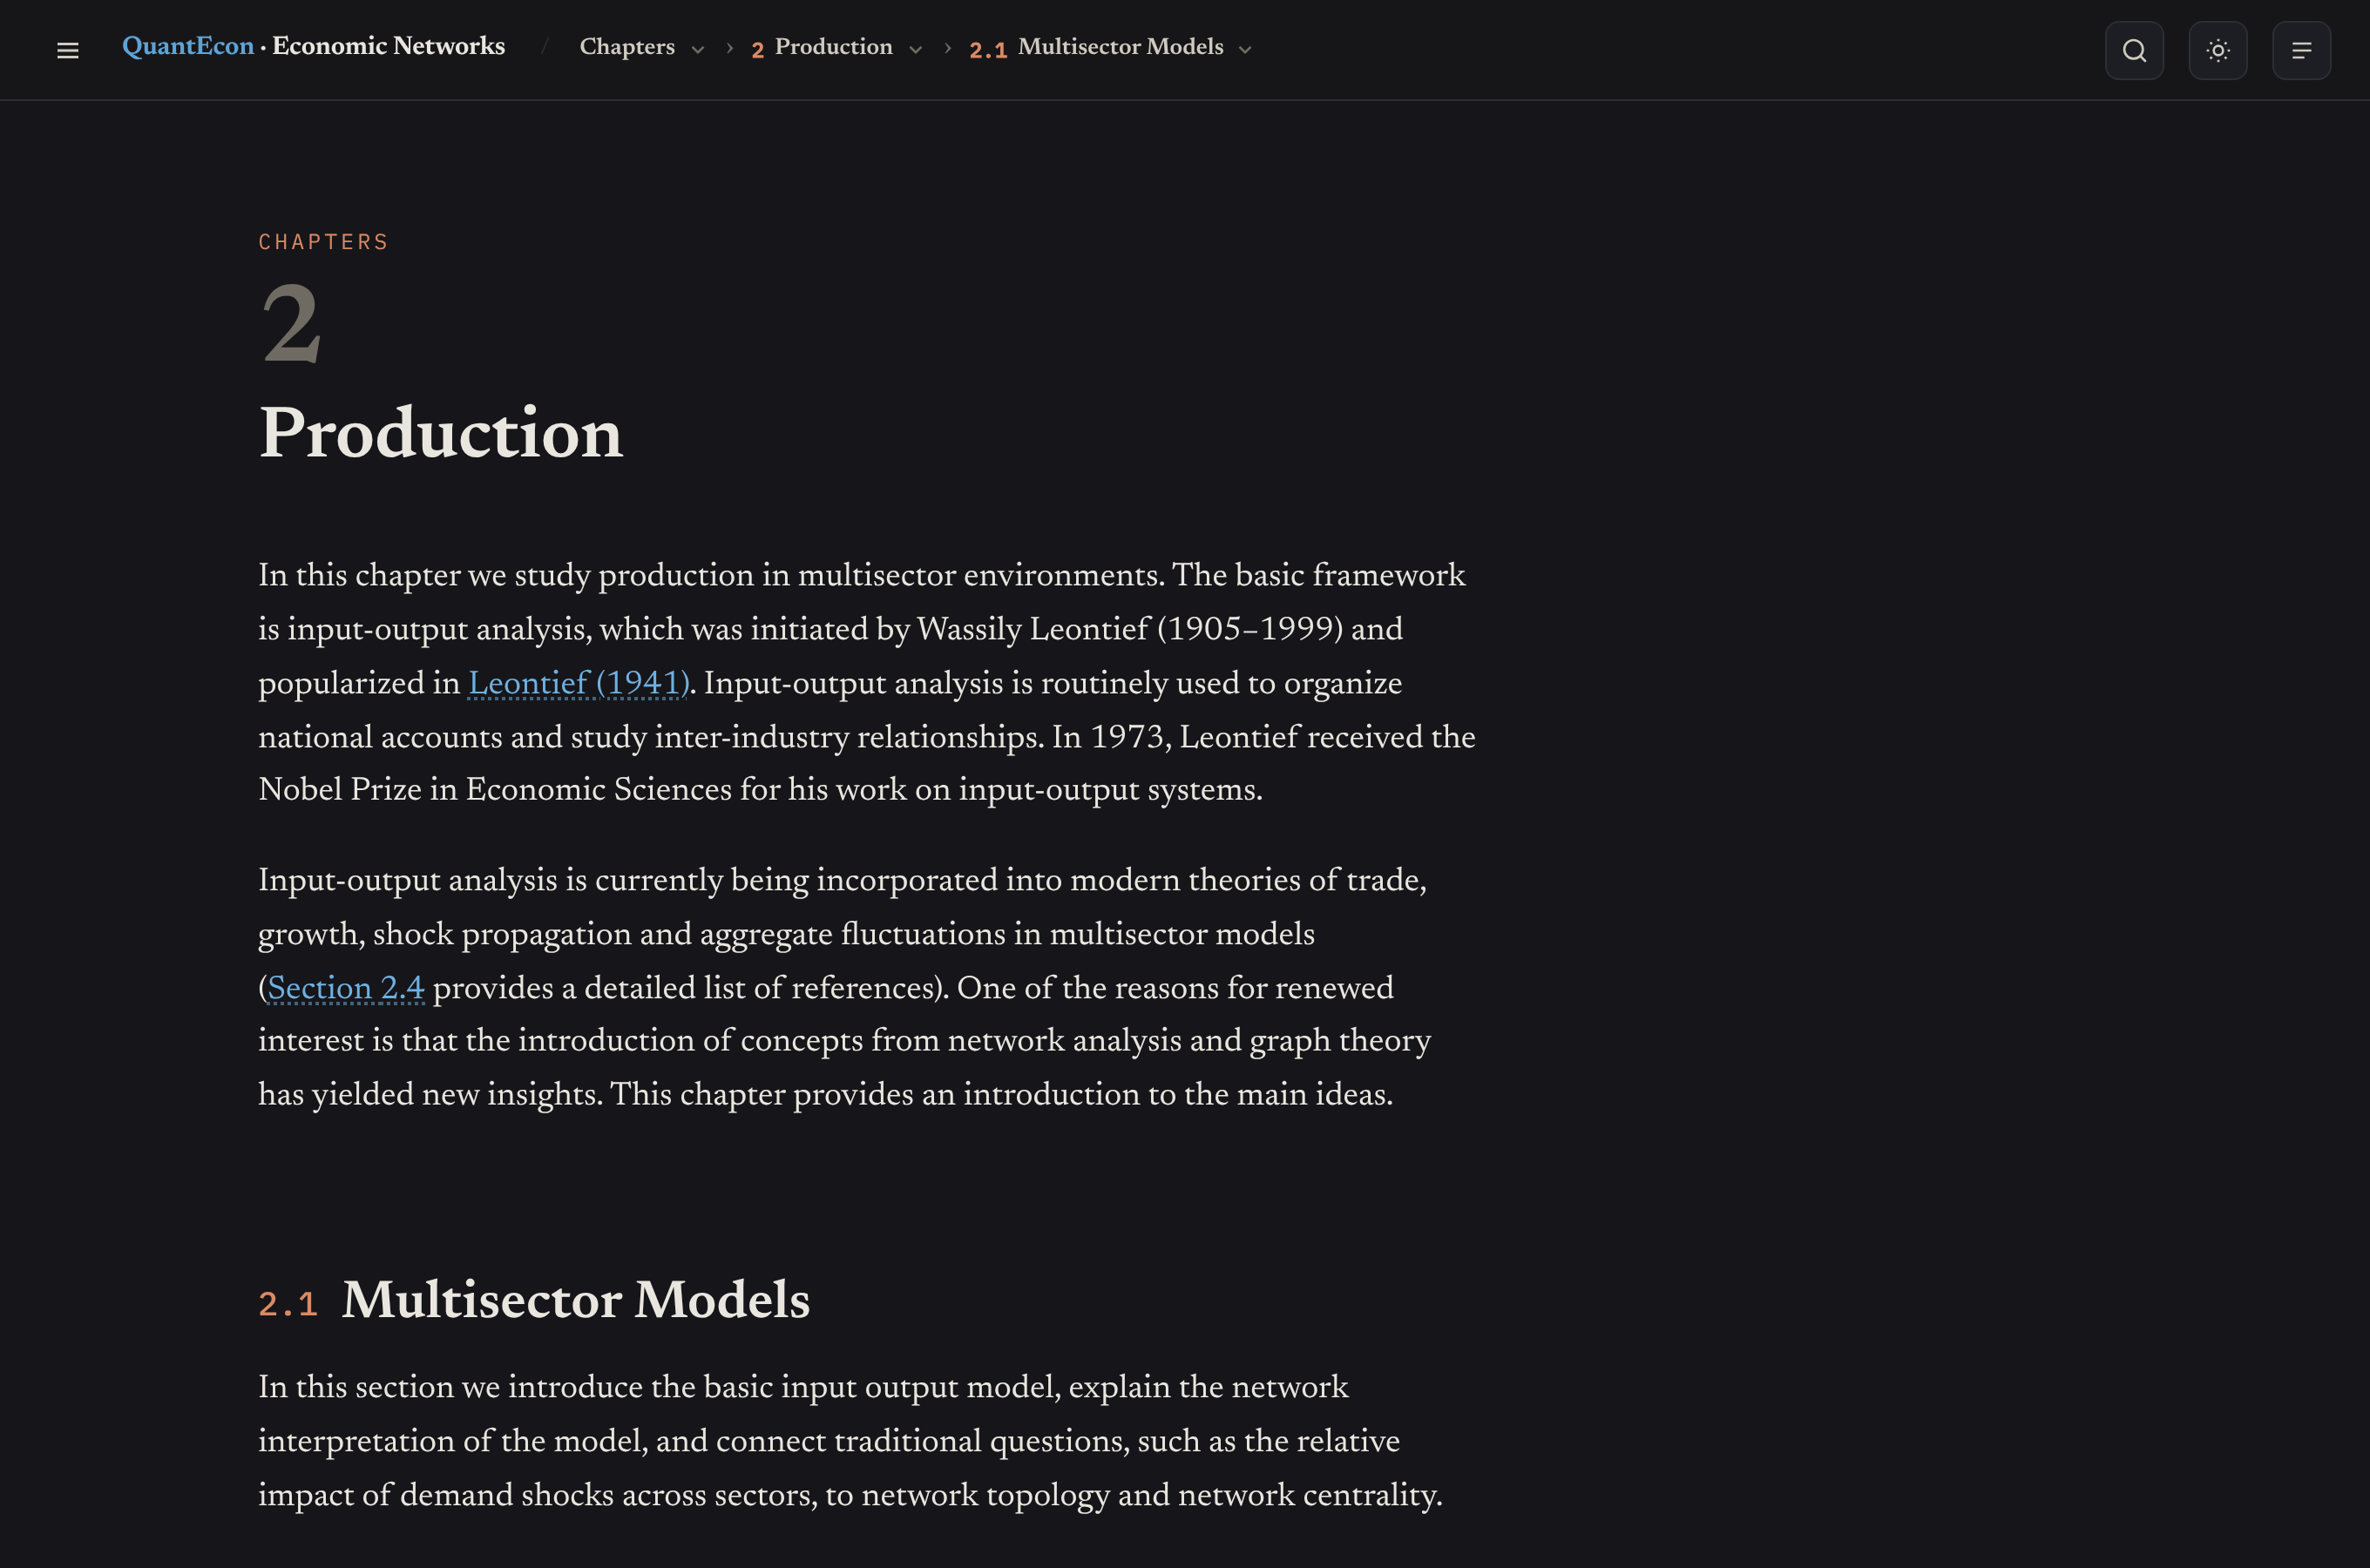 QuantEcon · Economic Networks / Chapters › 2 Production › 2.1 Multisector Models
CHAPTERS
2
Production
In this chapter we study production in multisector environments. The basic framework
is input-output analysis, which was initiated by Wassily Leontief (1905–1999) and
popularized in Leontief (1941). Input-output analysis is routinely used to organize
national accounts and study inter-industry relationships. In 1973, Leontief received the
Nobel Prize in Economic Sciences for his work on input-output systems.
Input-output analysis is currently being incorporated into modern theories of trade,
growth, shock propagation and aggregate fluctuations in multisector models
(Section 2.4 provides a detailed list of references). One of the reasons for renewed
interest is that the introduction of concepts from network analysis and graph theory
has yielded new insights. This chapter provides an introduction to the main ideas.
2.1 Multisector Models
In this section we introduce the basic input output model, explain the network
interpretation of the model, and connect traditional questions, such as the relative
impact of demand shocks across sectors, to network topology and network centrality.